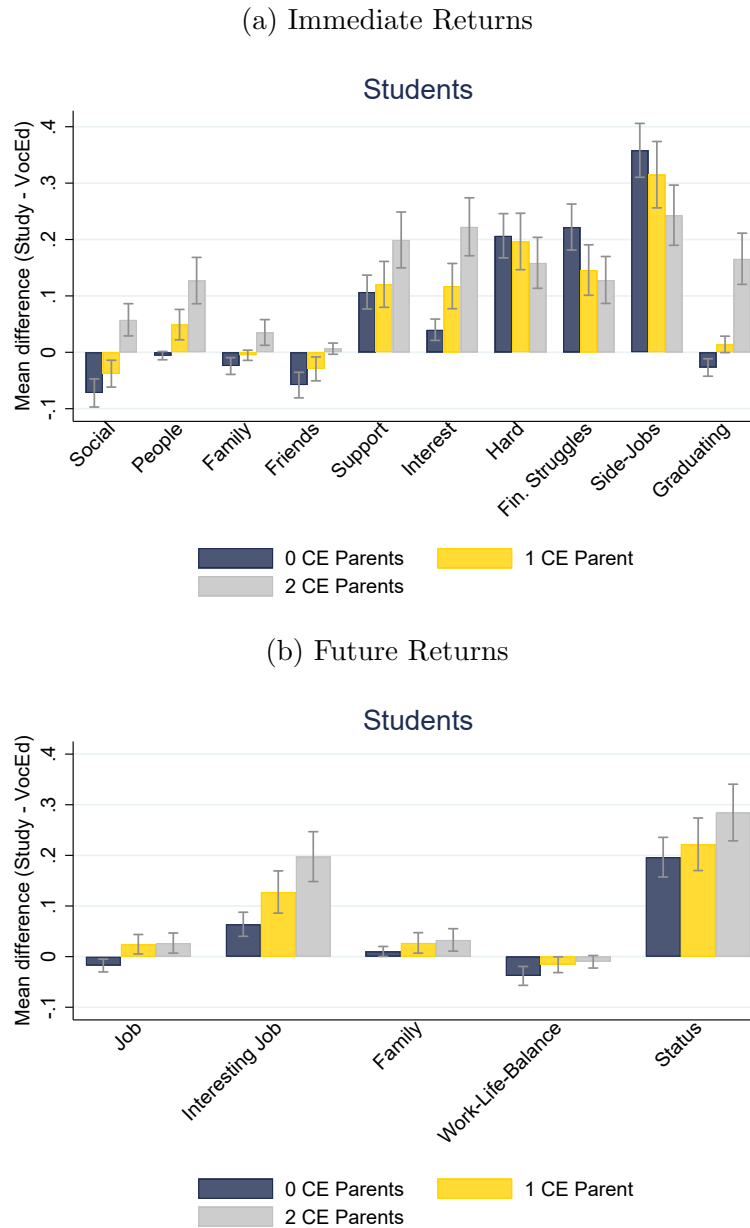 (a) Immediate Returns
Students
Mean difference (Study - VocEd)
.4
.3
.2
.1
0
-.1
Social
People
Family
Friends
Support
Interest
Hard
Fin. Struggles
Side-Jobs
Graduating
0 CE Parents
1 CE Parent
2 CE Parents
(b) Future Returns
Students
Mean difference (Study - VocEd)
.4
.3
.2
.1
0
-.1
Job
Interesting Job
Family
Work-Life-Balance
Status
0 CE Parents
1 CE Parent
2 CE Parents